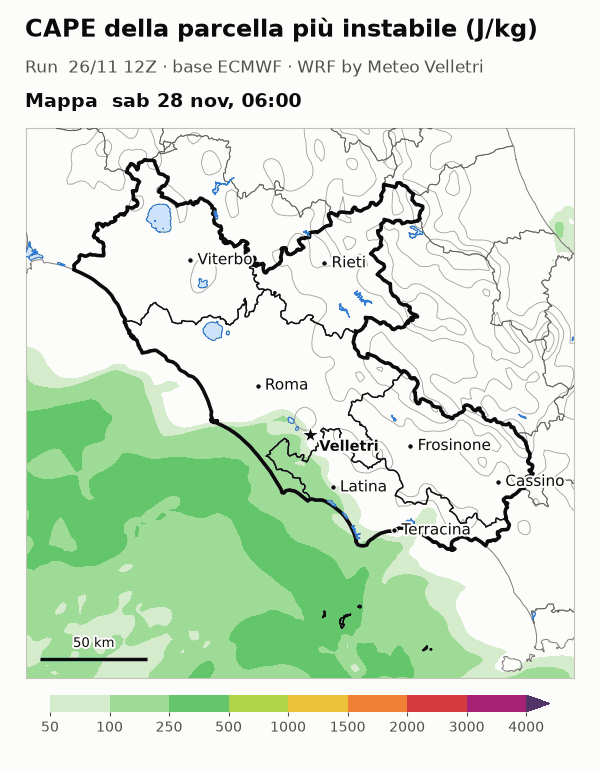 CAPE della parcella più instabile (J/kg)
Run  26/11 12Z · base ECMWF · WRF by Meteo Velletri
Mappa  sab 28 nov, 06:00
Viterbo
Rieti
Roma
Velletri
Frosinone
Latina
Cassino
Terracina
50 km
50 100 250 500 1000 1500 2000 3000 4000